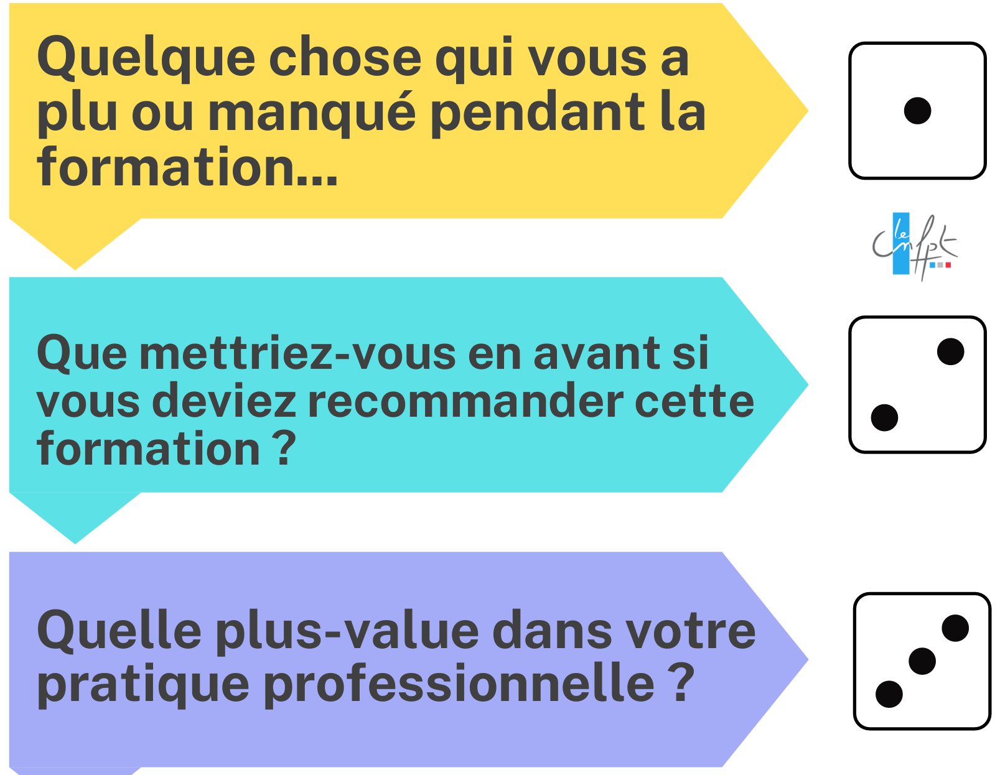 Quelque chose qui vous a
plu ou manqué pendant la
formation...
le
cnfpt
Que mettriez-vous en avant si
vous deviez recommander cette
formation ?
Quelle plus-value dans votre
pratique professionnelle ?